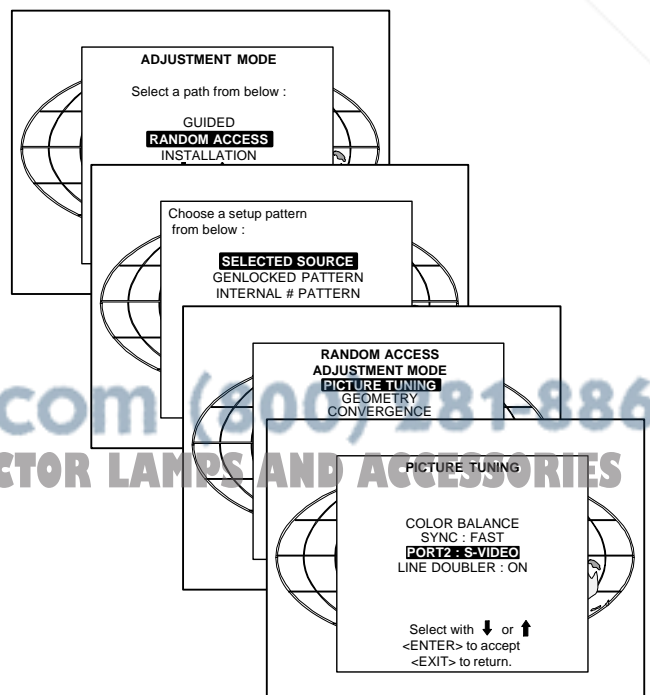 ADJUSTMENT MODE
Select a path from below :
GUIDED
RANDOM ACCESS
INSTALLATION
Choose a setup pattern
from below :
SELECTED SOURCE
GENLOCKED PATTERN
INTERNAL # PATTERN
RANDOM ACCESS
ADJUSTMENT MODE
PICTURE TUNING
GEOMETRY
CONVERGENCE
com (800) 281-886
CTOR LAMPS AND ACCESSORIES
PICTURE TUNING
COLOR BALANCE
SYNC : FAST
PORT2 : S-VIDEO
LINE DOUBLER : ON
Select with ⬇ or ⬆
<ENTER> to accept
<EXIT> to return.